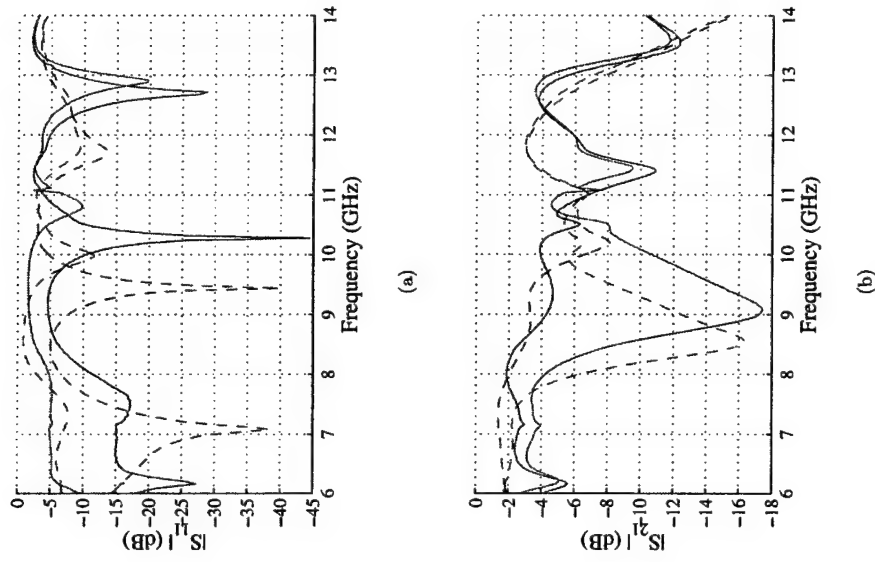 0
-5
-10
-15
-20
-25
-30
-35
-40
-45
|S₁₁| (dB)
6 7 8 9 10 11 12 13 14
Frequency (GHz)
(a)
0
-2
-4
-6
-8
-10
-12
-14
-16
-18
|S₂₁| (dB)
6 7 8 9 10 11 12 13 14
Frequency (GHz)
(b)